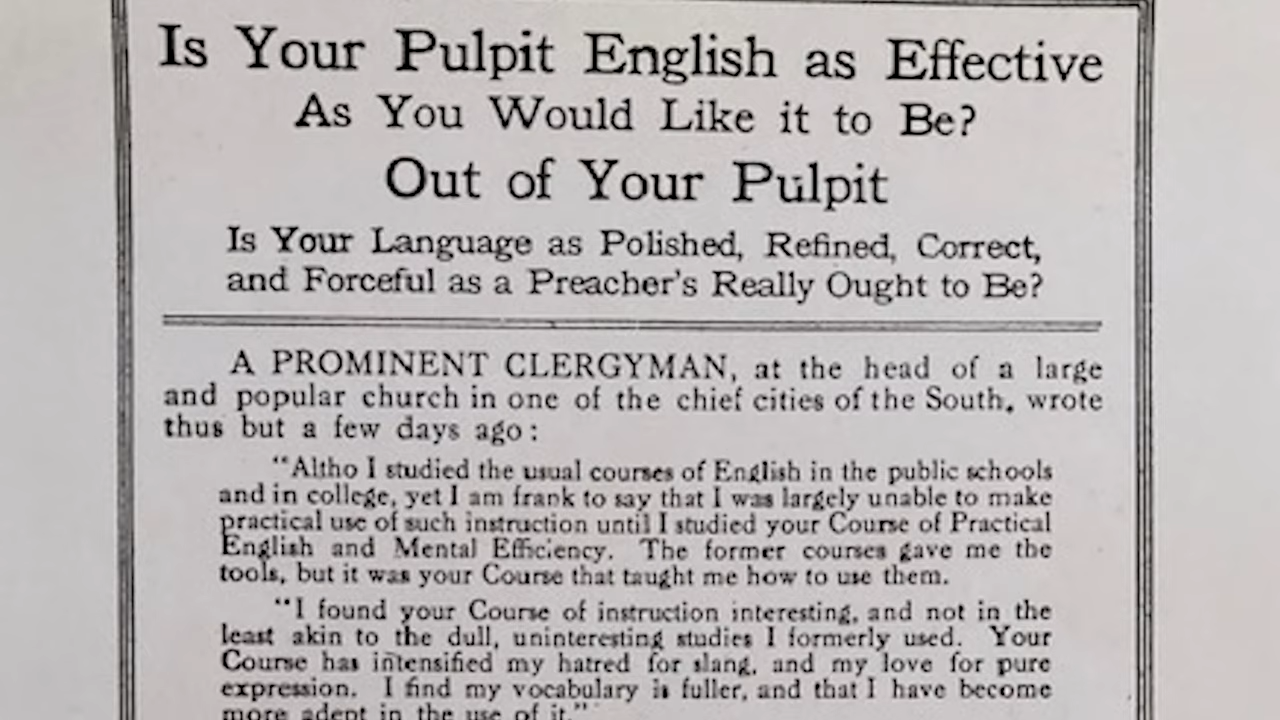 Is Your Pulpit English as Effective
As You Would Like it to Be?
Out of Your Pulpit
Is Your Language as Polished, Refined, Correct,
and Forceful as a Preacher's Really Ought to Be?
A PROMINENT CLERGYMAN, at the head of a large
and popular church in one of the chief cities of the South, wrote
thus but a few days ago:
"Altho I studied the usual courses of English in the public schools
and in college, yet I am frank to say that I was largely unable to make
practical use of such instruction until I studied your Course of Practical
English and Mental Efficiency. The former courses gave me the
tools, but it was your Course that taught me how to use them.
"I found your Course of instruction interesting, and not in the
least akin to the dull, uninteresting studies I formerly used. Your
Course has intensified my hatred for slang, and my love for pure
expression. I find my vocabulary is fuller, and that I have become
more adept in the use of it."